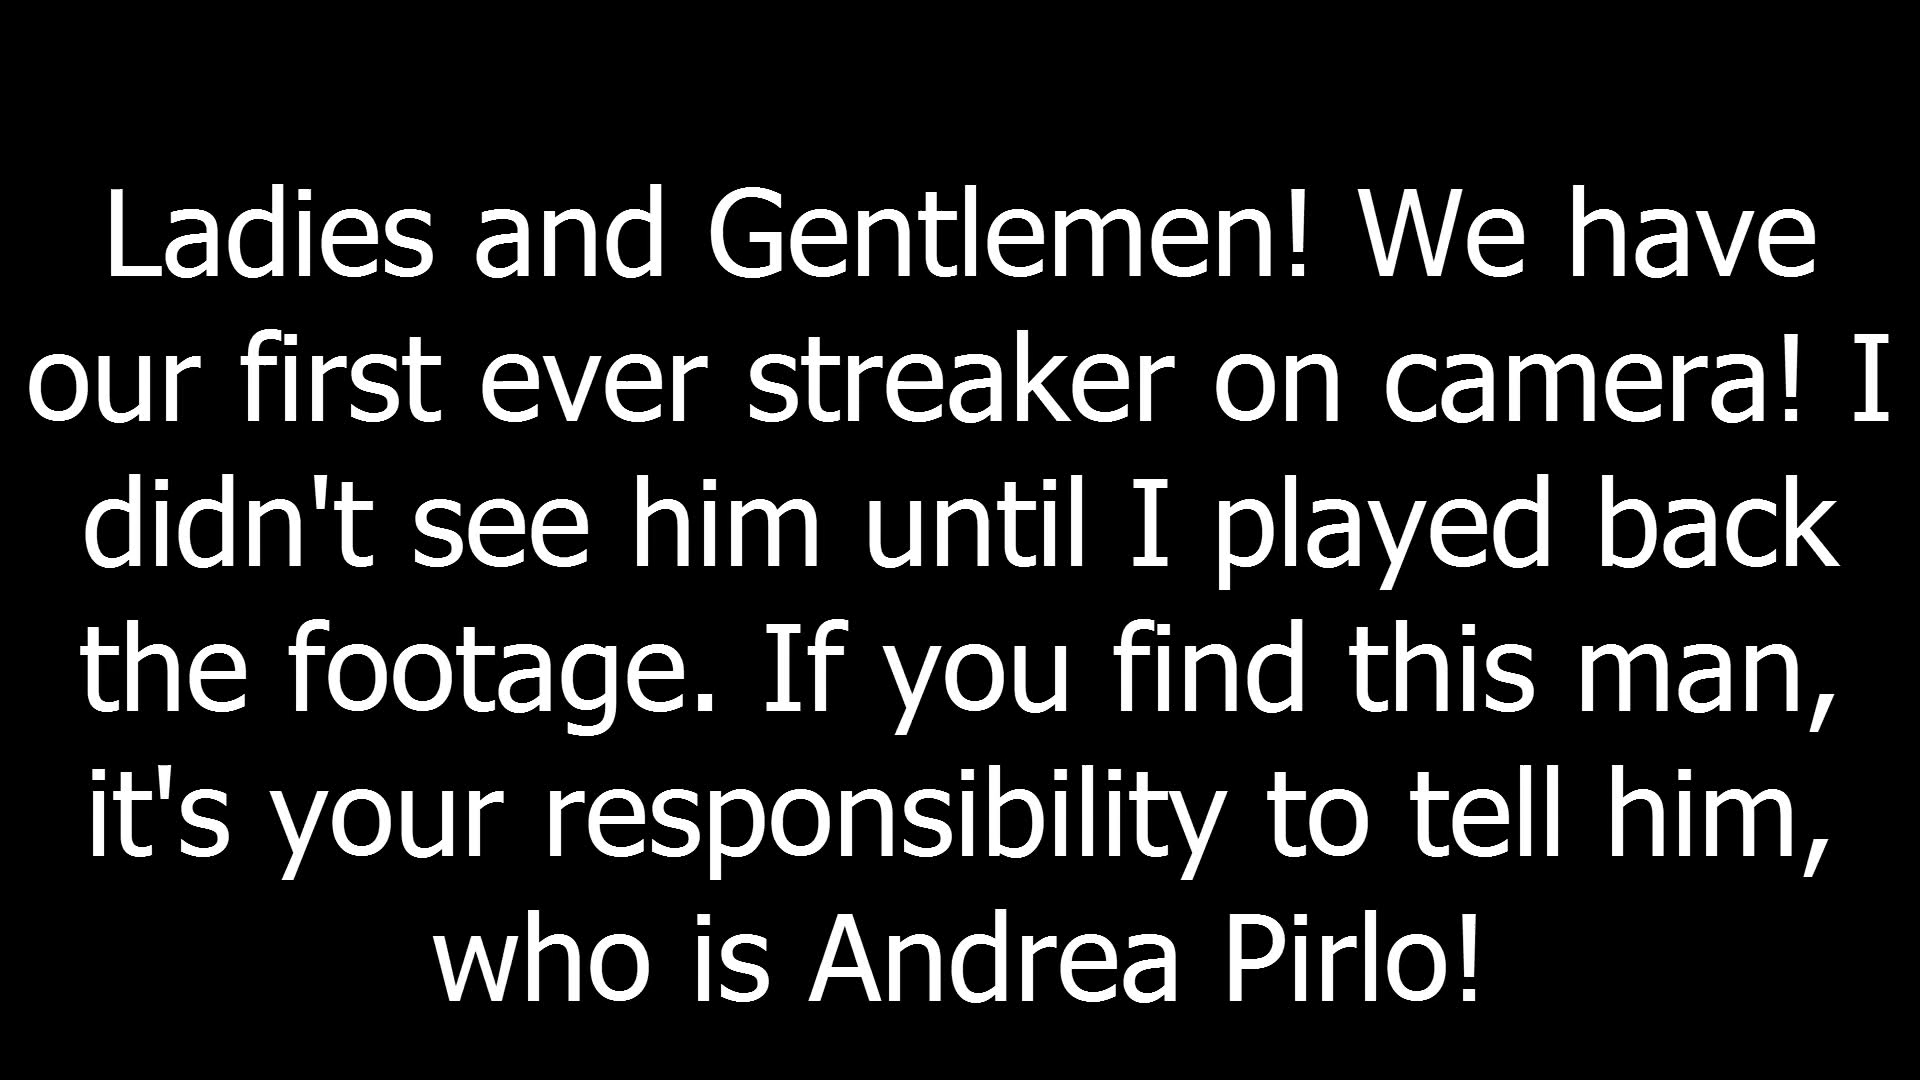 Ladies and Gentlemen! We have
our first ever streaker on camera! I
didn't see him until I played back
the footage. If you find this man,
it's your responsibility to tell him,
who is Andrea Pirlo!